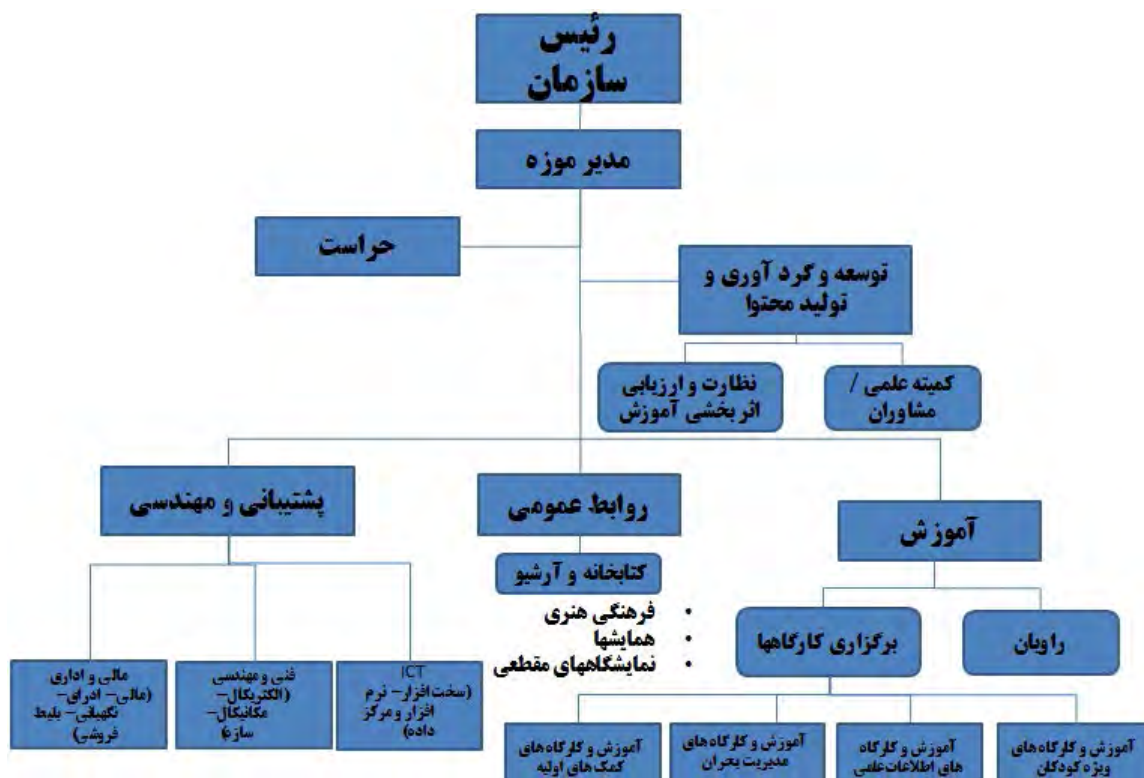 رئیس
سازمان
مدیر موزه
حراست
توسعه و گرد آوری و
تولید محتوا
کمیته علمی /
مشاوران
نظارت و ارزیابی
اثر بخشی آموزش
آموزش
روابط عمومی
پشتیبانی و مهندسی
راویان
برگزاری کارگاهها
کتابخانه و آرشیو
• فرهنگی هنری
• همایشها
• نمایشگاههای مقطعی
ICT
(سخت افزار – نرم
افزار و مرکز
داده)
فنی و مهندسی
(الکتریکال –
مکانیکال –
سازه)
مالی و اداری
(مالی – ادرای –
نگهبانی – بلیط
فروشی)
آموزش و کارگاه های
ویژه کودکان
آموزش و کارگاه
های اطلاعات علمی
آموزش و کارگاه های
مدیریت بحران
آموزش و کارگاه های
کمک های اولیه